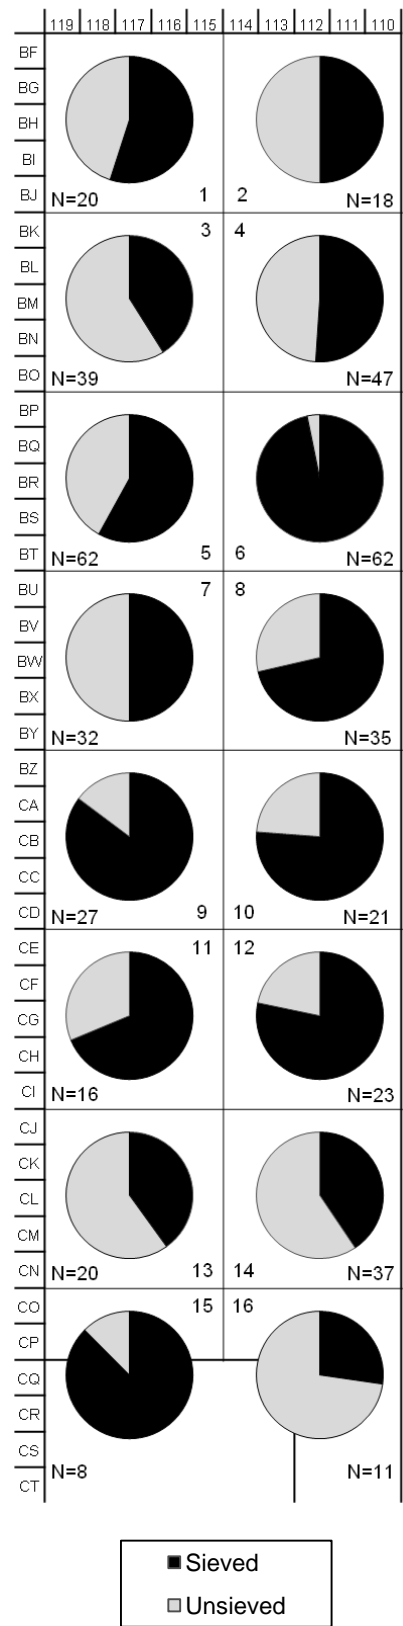 119 118 117 116 115 114 113 112 111 110
BF
BG
BH
BI
BJ N=20 1 2 N=18
BK 3 4
BL
BM
BN
BO N=39 N=47
BP
BQ
BR
BS
BT N=62 5 6 N=62
BU 7 8
BV
BW
BX
BY N=32 N=35
BZ
CA
CB
CC
CD N=27 9 10 N=21
CE 11 12
CF
CG
CH
CI N=16 N=23
CJ
CK
CL
CM
CN N=20 13 14 N=37
CO 15 16
CP
CQ
CR
CS
N=8 N=11
CT
Sieved
Unsieved